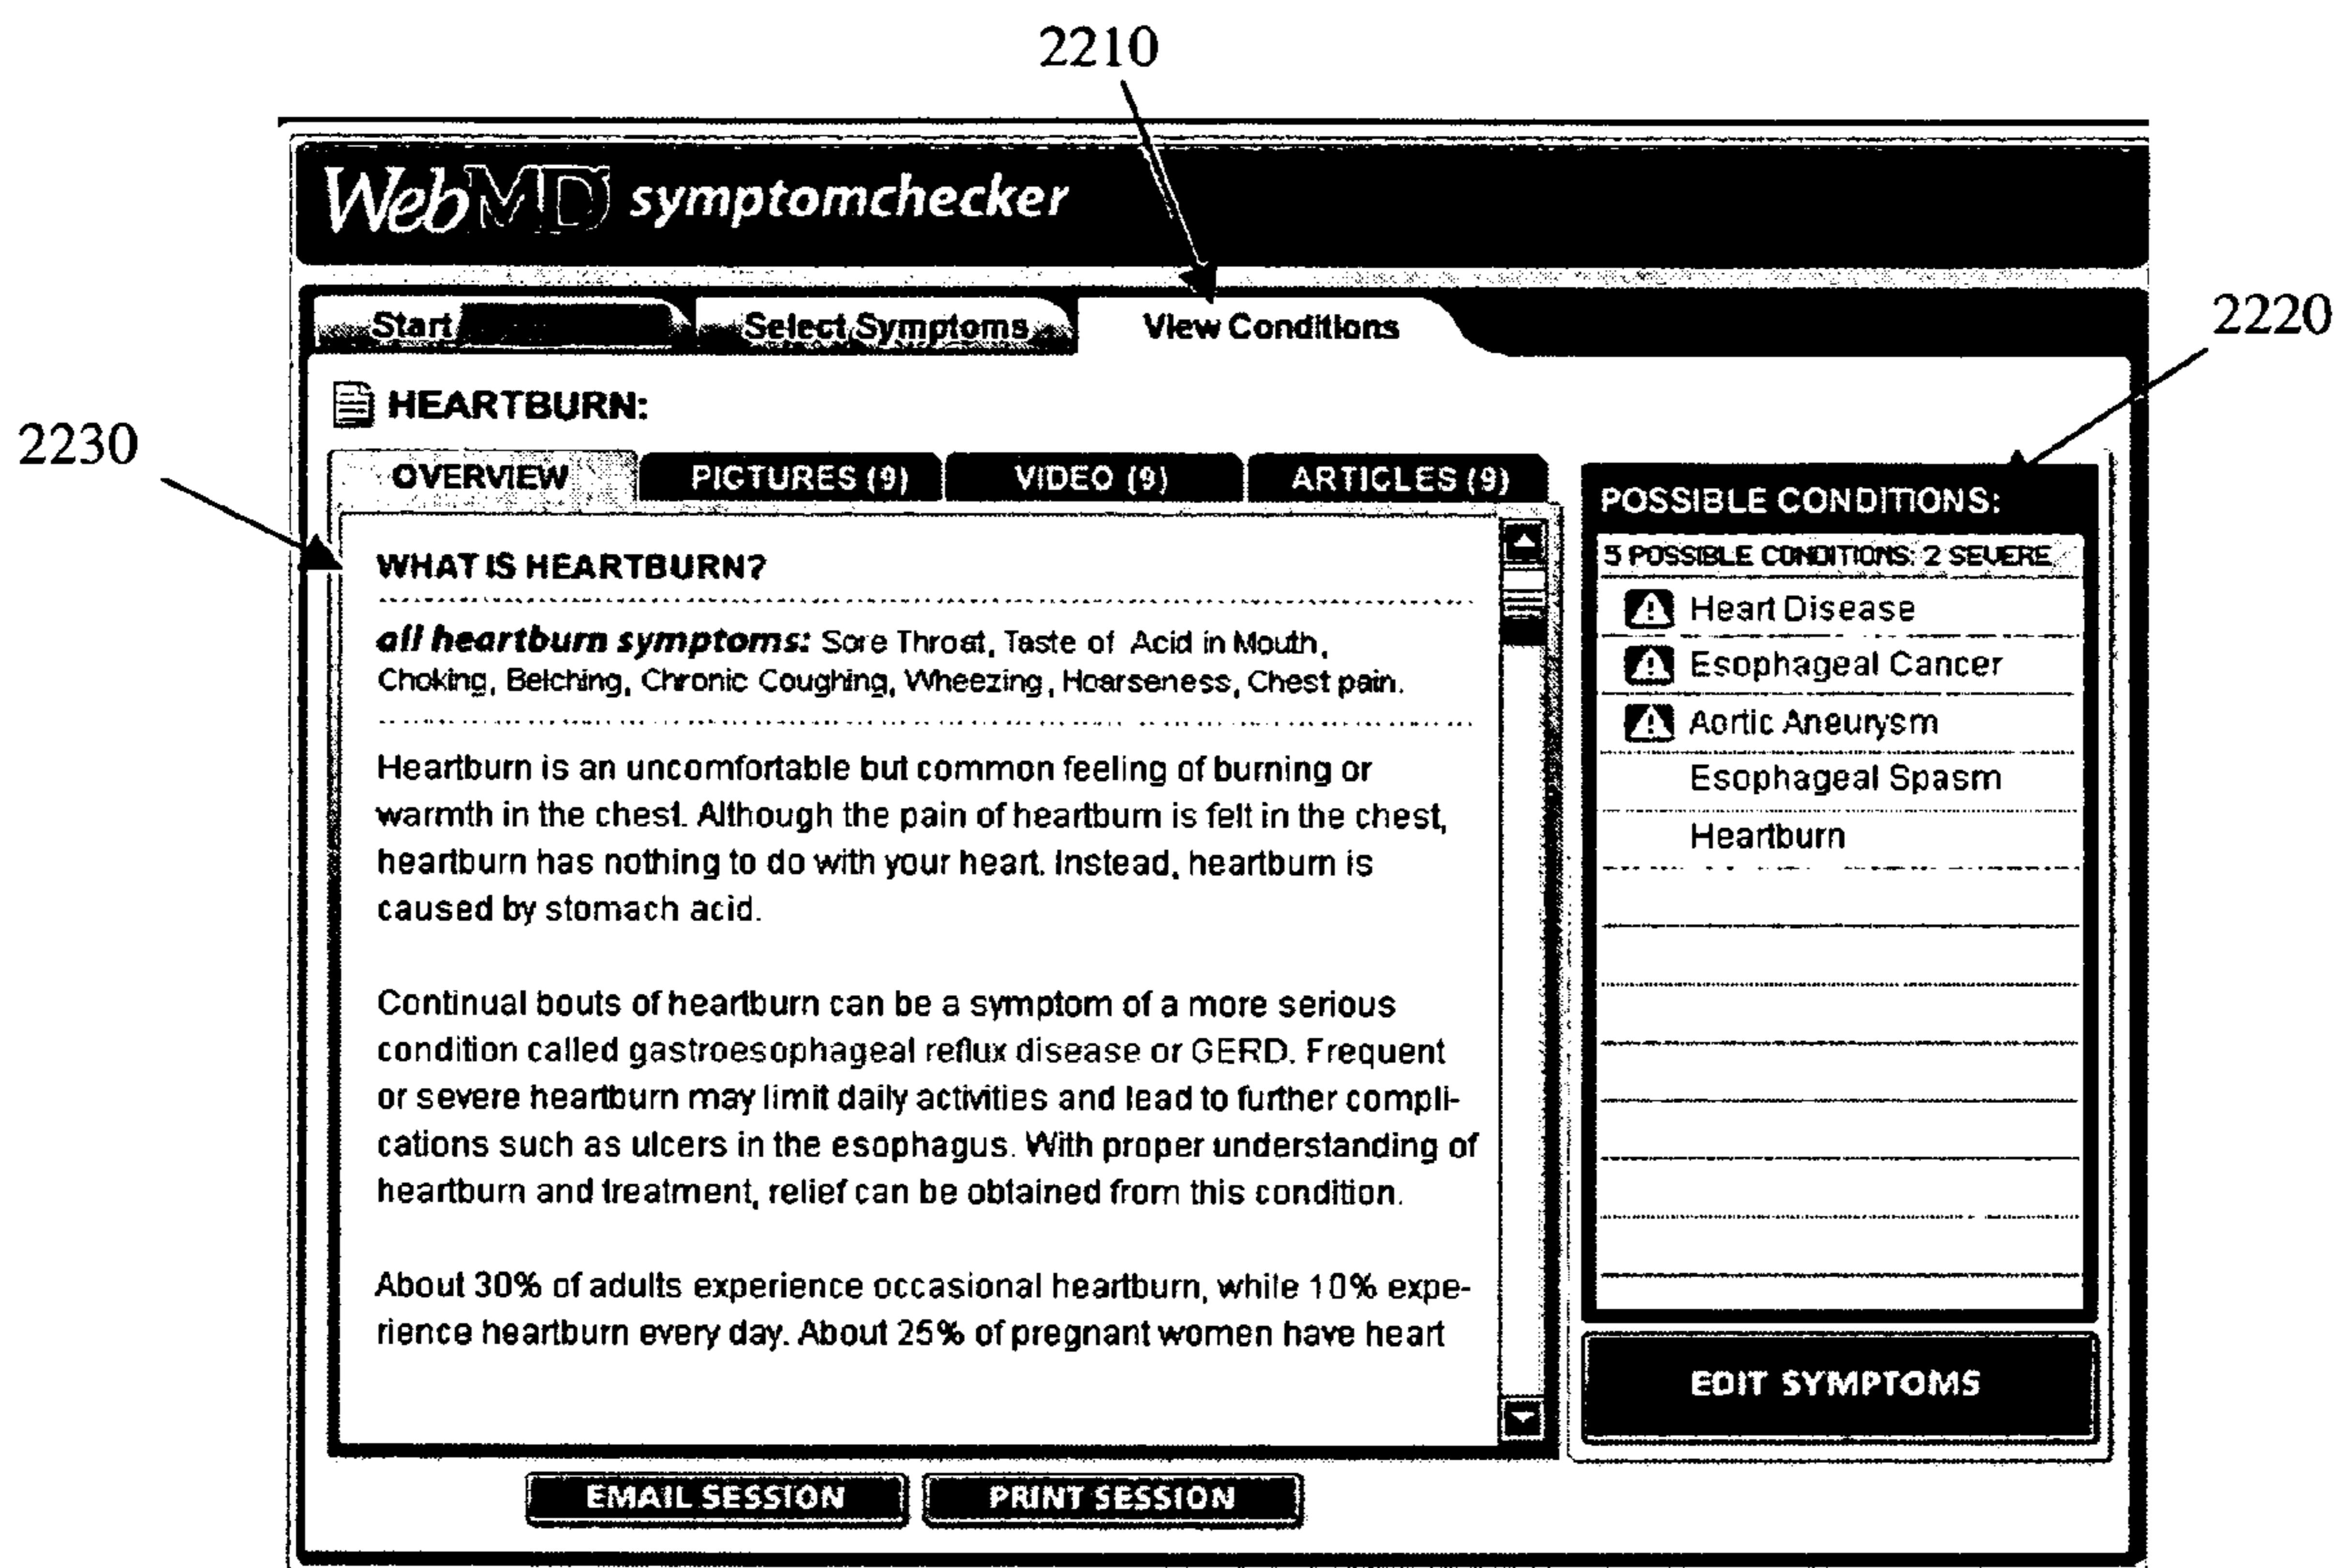 2210
WebMD symptomchecker
Start
Select Symptoms
View Conditions
2220
HEARTBURN:
2230
OVERVIEW
PICTURES (9)
VIDEO (9)
ARTICLES (9)
WHAT IS HEARTBURN?
all heartburn symptoms: Sore Throat, Taste of Acid in Mouth,
Choking, Belching, Chronic Coughing, Wheezing, Hoarseness, Chest pain.
Heartburn is an uncomfortable but common feeling of burning or
warmth in the chest. Although the pain of heartburn is felt in the chest,
heartburn has nothing to do with your heart. Instead, heartburn is
caused by stomach acid.
Continual bouts of heartburn can be a symptom of a more serious
condition called gastroesophageal reflux disease or GERD. Frequent
or severe heartburn may limit daily activities and lead to further compli-
cations such as ulcers in the esophagus. With proper understanding of
heartburn and treatment, relief can be obtained from this condition.
About 30% of adults experience occasional heartburn, while 10% expe-
rience heartburn every day. About 25% of pregnant women have heart
POSSIBLE CONDITIONS:
5 POSSIBLE CONDITIONS: 2 SEVERE
Heart Disease
Esophageal Cancer
Aortic Aneurysm
Esophageal Spasm
Heartburn
EDIT SYMPTOMS
EMAIL SESSION
PRINT SESSION